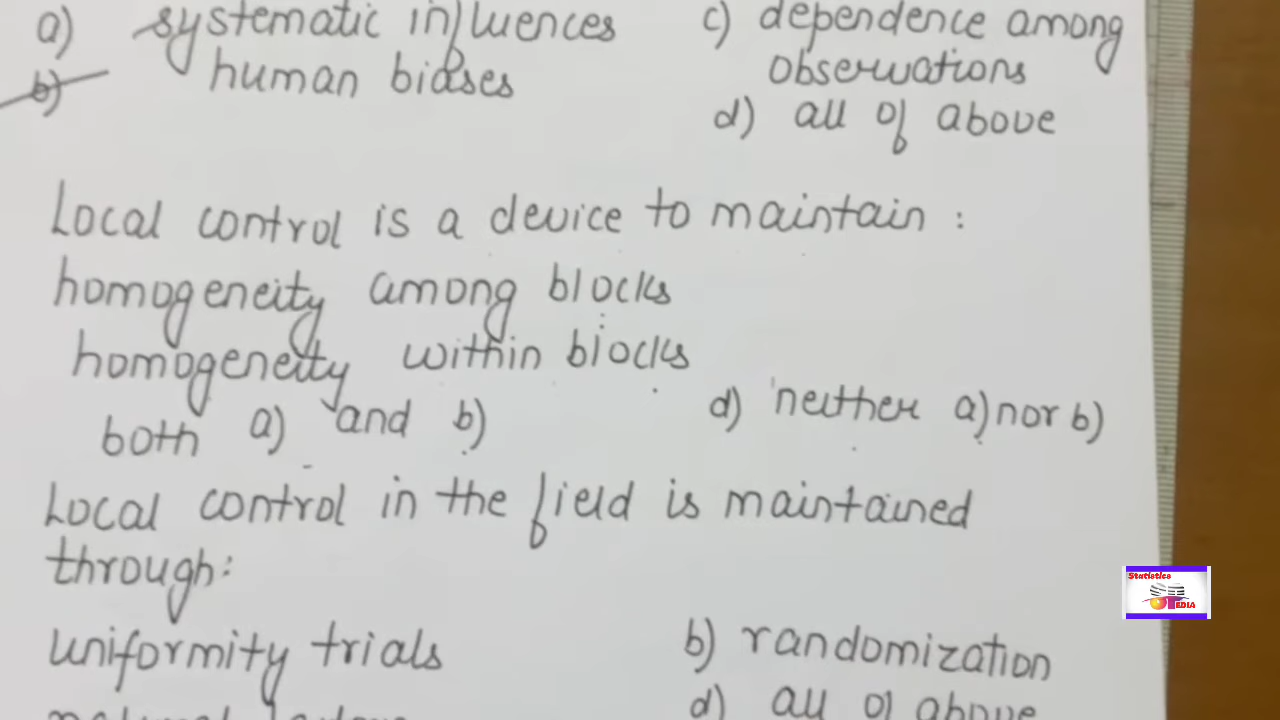 a) systematic influences c) dependence among
b) human biases observations
d) all of above
Local control is a device to maintain :
homogeneity among blocks
homogeneity within blocks
both a) and b) d) neither a) nor b)
Local control in the field is maintained
through:
uniformity trials b) randomization
d) all of above
Statistics
PEDIA